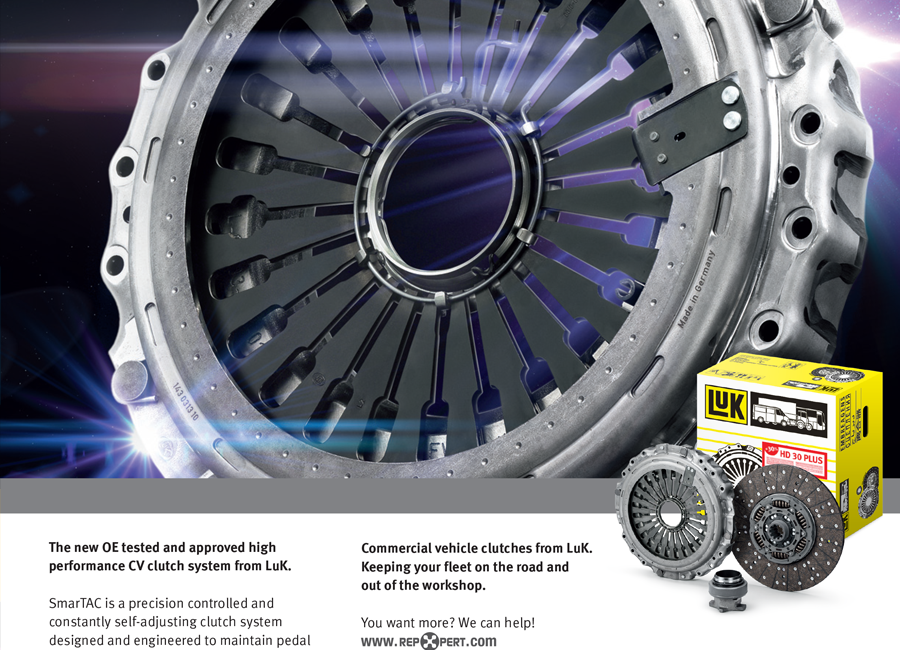 Made in Germany
143 0313 10
LuK
HD 30 PLUS
The new OE tested and approved high
performance CV clutch system from LuK.
SmarTAC is a precision controlled and
constantly self-adjusting clutch system
designed and engineered to maintain pedal
Commercial vehicle clutches from LuK.
Keeping your fleet on the road and
out of the workshop.
You want more? We can help!
www.REPXPERT.com